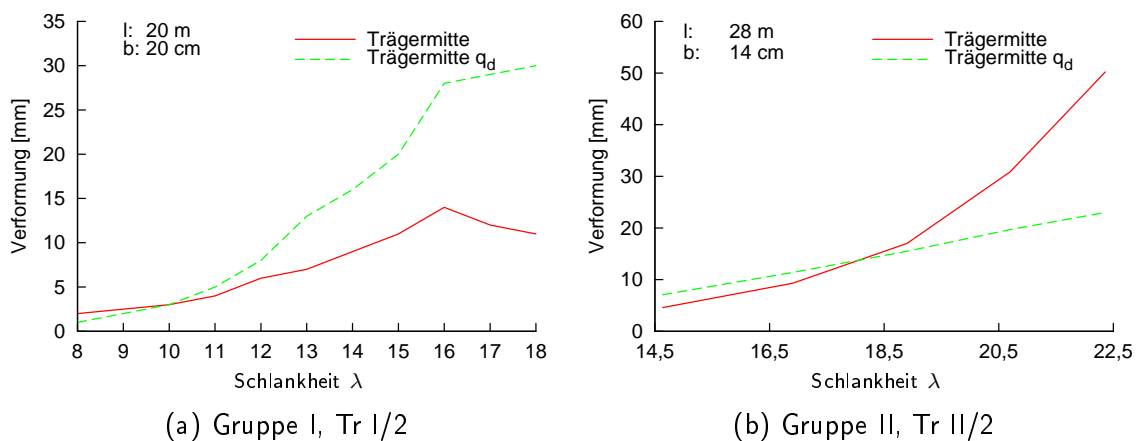 l: 20 m
b: 20 cm
Trägermitte
Trägermitte q_d
Verformung [mm]
35
30
25
20
15
10
5
0
8 9 10 11 12 13 14 15 16 17 18
Schlankheit λ
(a) Gruppe I, Tr I/2
l: 28 m
b: 14 cm
Trägermitte
Trägermitte q_d
Verformung [mm]
60
50
40
30
20
10
0
14,5 16,5 18,5 20,5 22,5
Schlankheit λ
(b) Gruppe II, Tr II/2